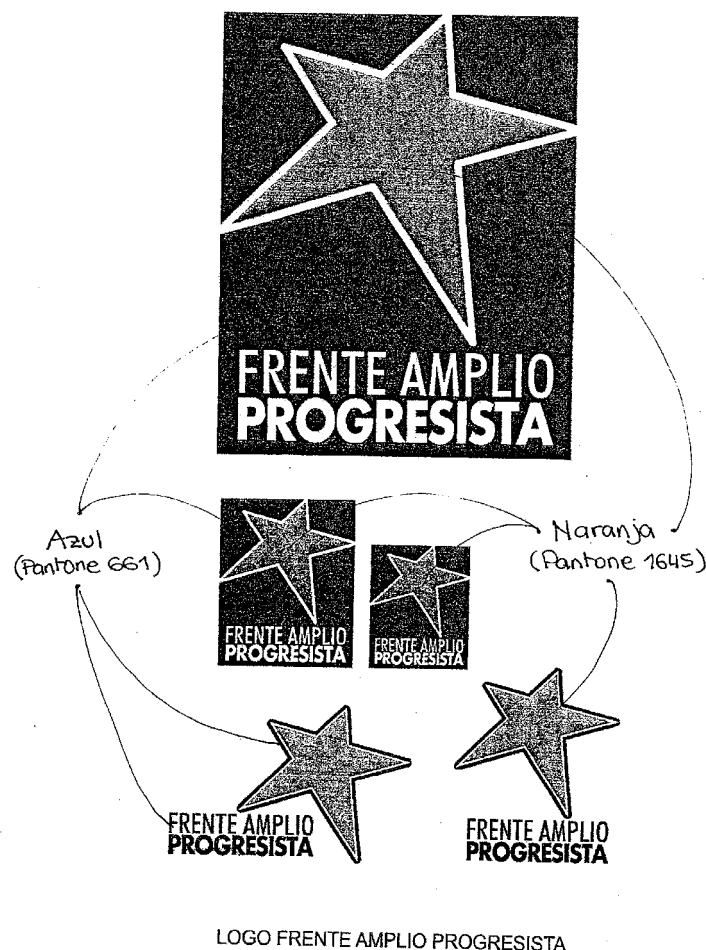 FRENTE AMPLIO
PROGRESISTA
Azul
(Pantone 661)
Naranja
(Pantone 1645)
FRENTE AMPLIO
PROGRESISTA
FRENTE AMPLIO
PROGRESISTA
FRENTE AMPLIO
PROGRESISTA
FRENTE AMPLIO
PROGRESISTA
LOGO FRENTE AMPLIO PROGRESISTA